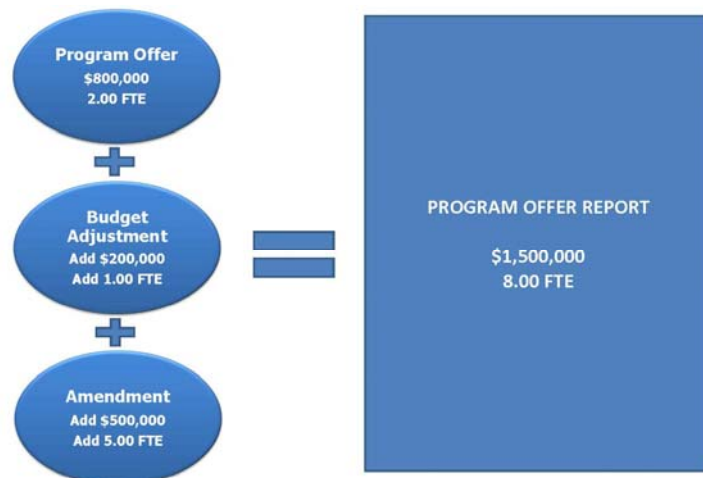 Program Offer
$800,000
2.00 FTE
Budget
Adjustment
Add $200,000
Add 1.00 FTE
Amendment
Add $500,000
Add 5.00 FTE
PROGRAM OFFER REPORT
$1,500,000
8.00 FTE